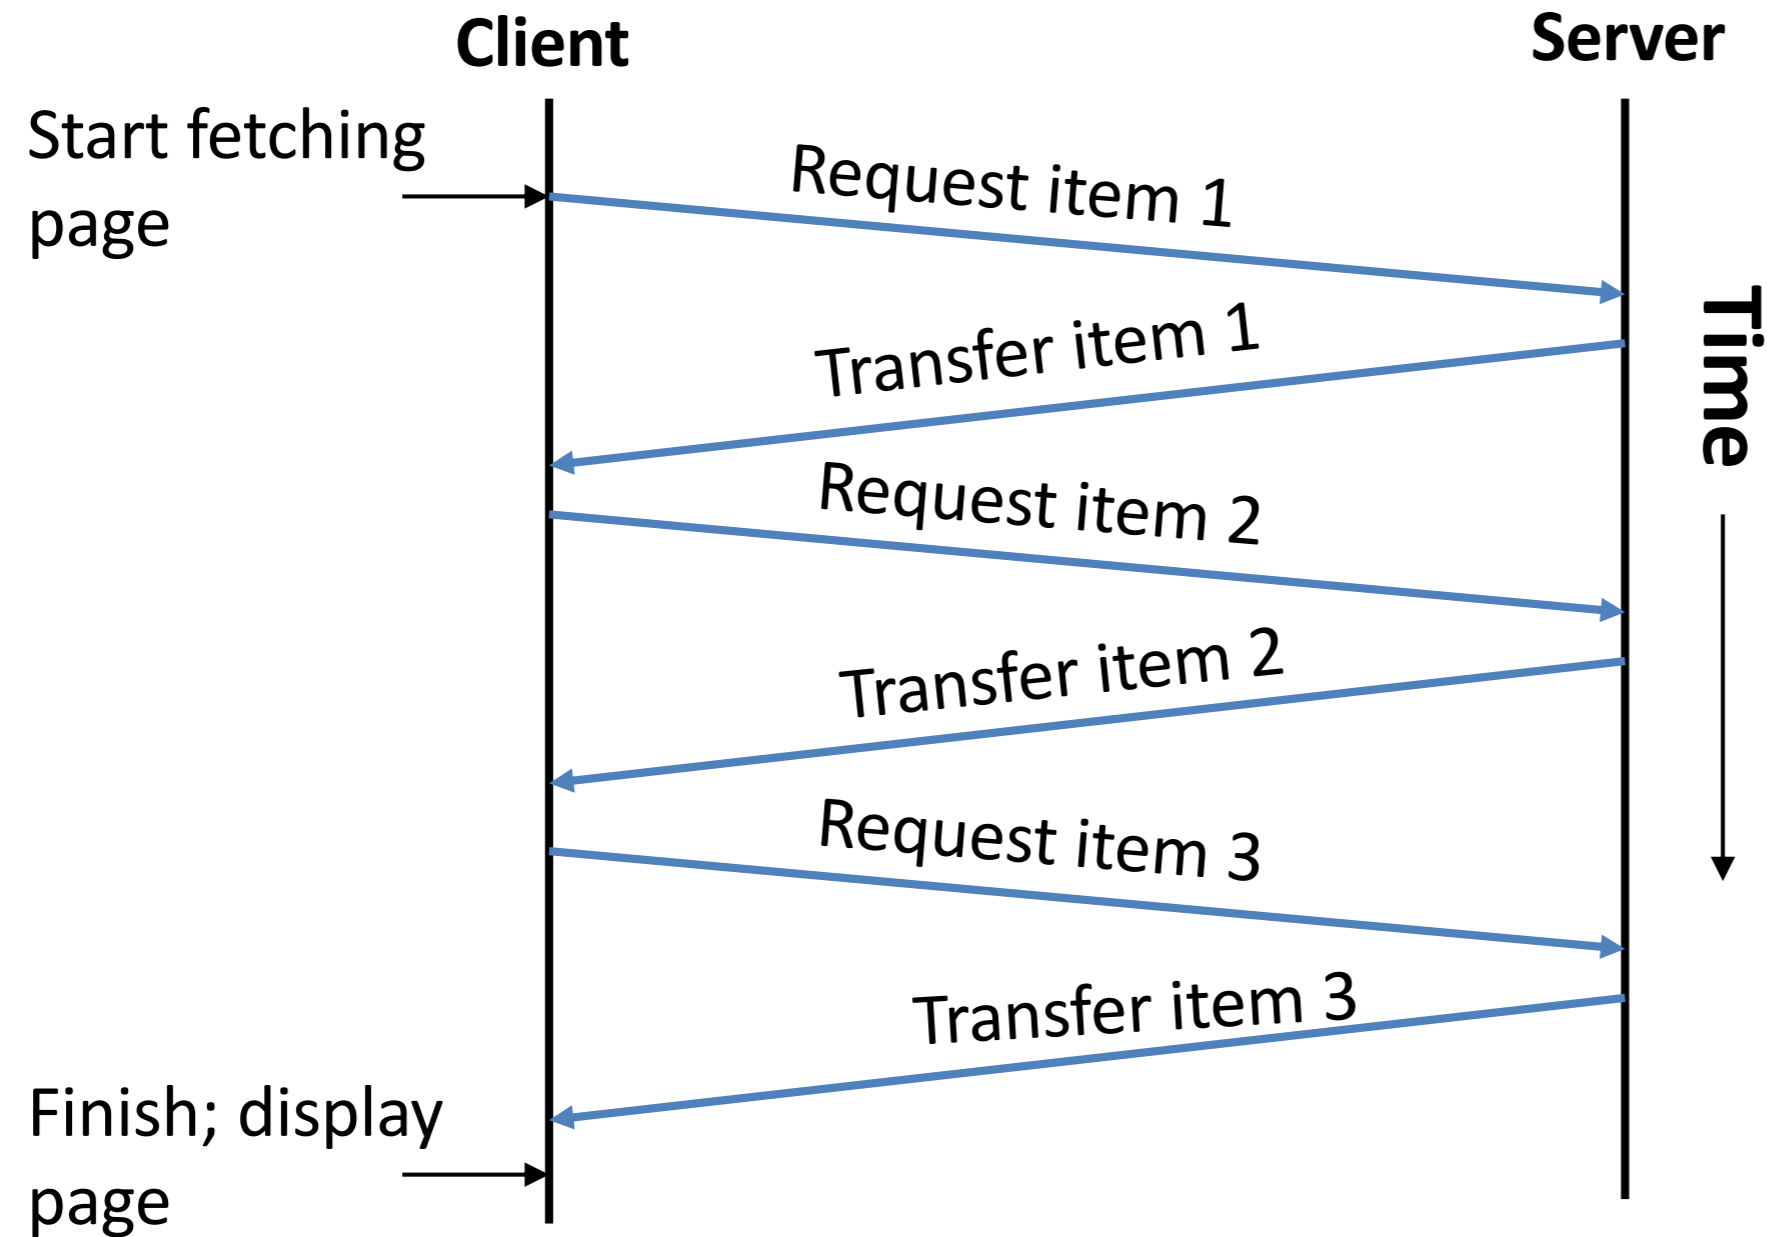 Client
Server
Start fetching
page
Request item 1
Transfer item 1
Time
Request item 2
Transfer item 2
Request item 3
Transfer item 3
Finish; display
page